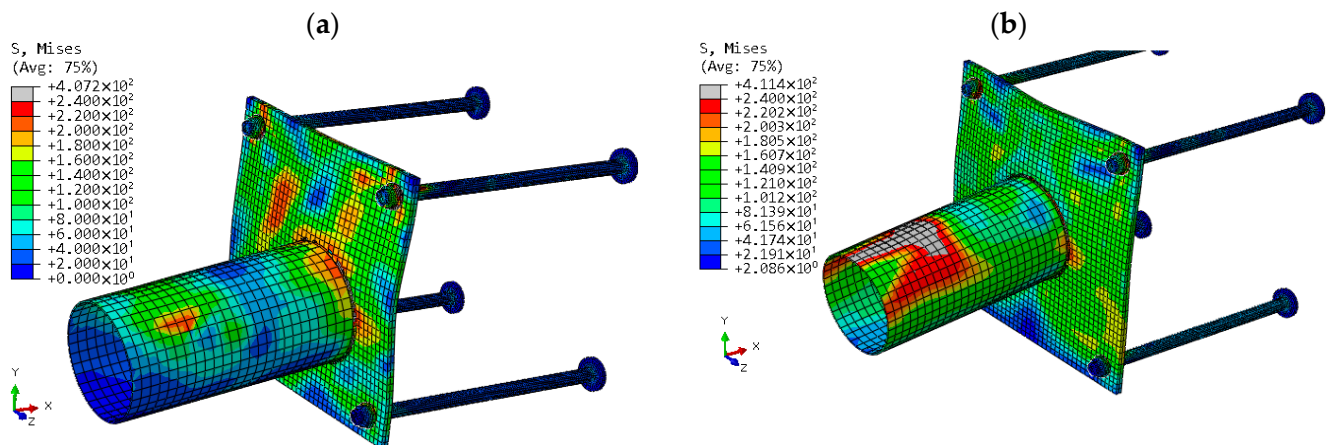 (a)
S, Mises
(Avg: 75%)
+4.072×10²
+2.400×10²
+2.200×10²
+2.000×10²
+1.800×10²
+1.600×10²
+1.400×10²
+1.200×10²
+1.000×10²
+8.000×10¹
+6.000×10¹
+4.000×10¹
+2.000×10¹
+0.000×10⁰
Y
X
Z
(b)
S, Mises
(Avg: 75%)
+4.114×10²
+2.400×10²
+2.202×10²
+2.003×10²
+1.805×10²
+1.607×10²
+1.409×10²
+1.210×10²
+1.012×10²
+8.139×10¹
+6.156×10¹
+4.174×10¹
+2.191×10¹
+2.086×10⁰
Y
X
Z